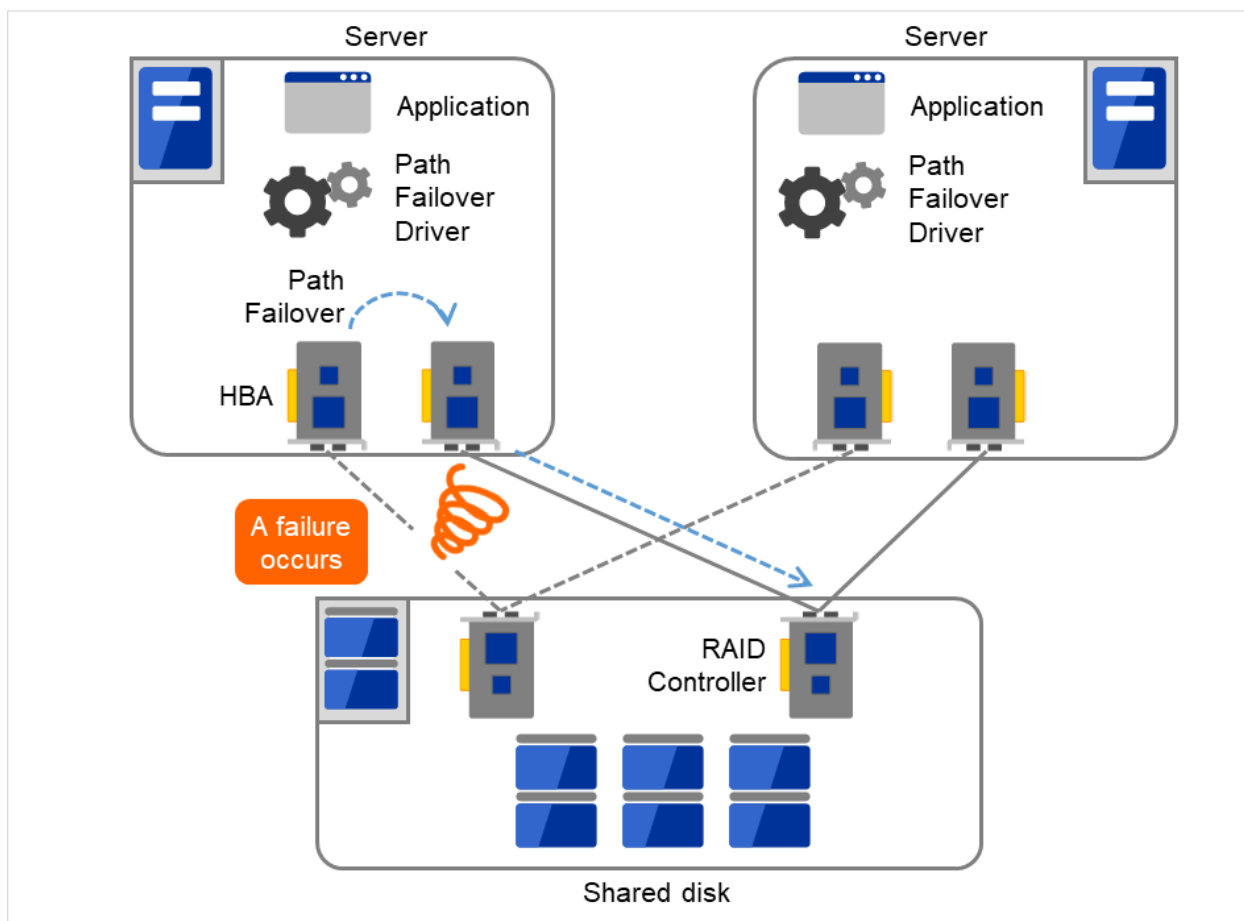 Server
Server
Application
Application
Path
Failover
Driver
Path
Failover
Driver
Path
Failover
HBA
A failure
occurs
RAID
Controller
Shared disk